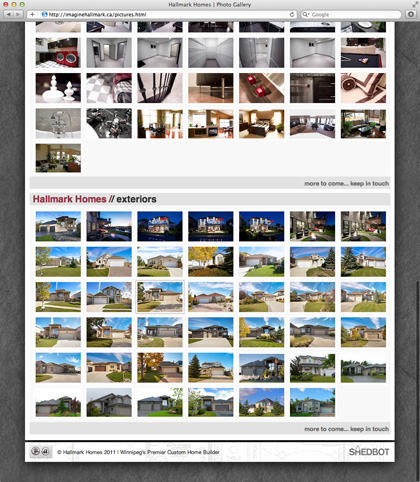 Hallmark Homes | Photo Gallery
http://imaginehallmark.ca/pictures.html
Google
more to come... keep in touch
Hallmark Homes // exteriors
more to come... keep in touch
© Hallmark Homes 2011 | Winnipeg's Premier Custom Home Builder
SHEDBOT